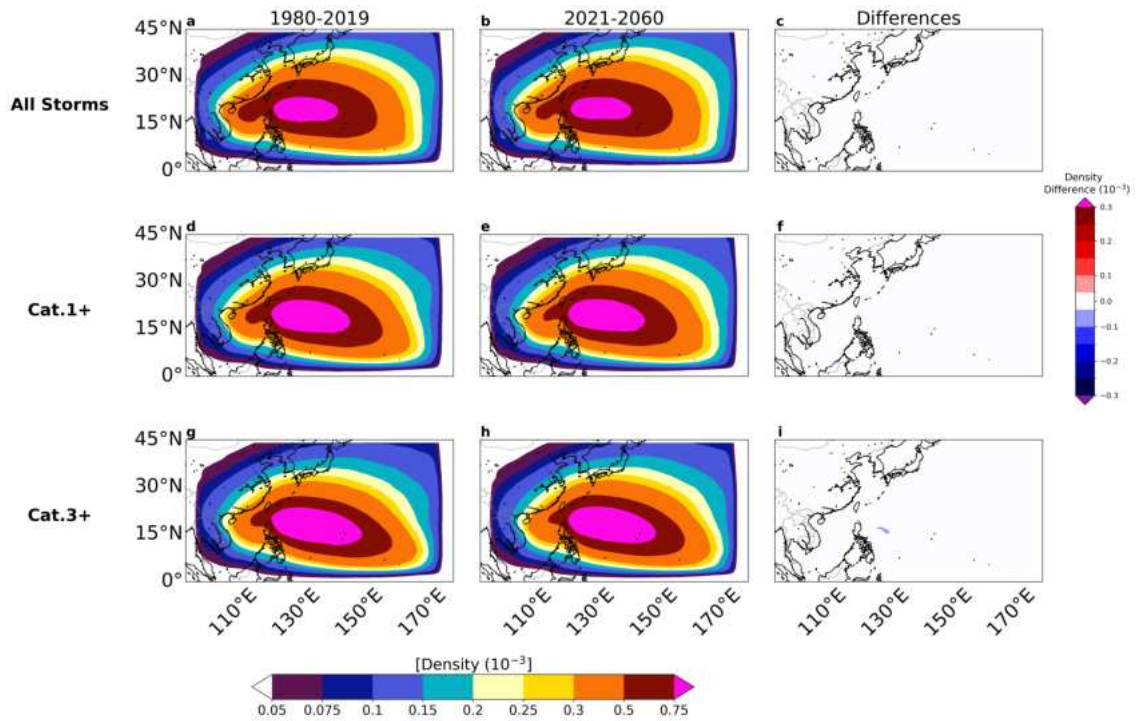 1980-2019 2021-2060 Differences
a b c
45°N
30°N
All Storms
15°N
0°
Density
Difference (10⁻³)
0.3
0.2
0.1
0.0
−0.1
−0.2
−0.3
d e f
45°N
30°N
Cat.1+
15°N
0°
g h i
45°N
30°N
Cat.3+
15°N
0°
110°E 130°E 150°E 170°E 110°E 130°E 150°E 170°E 110°E 130°E 150°E 170°E
[Density (10⁻³]
0.05 0.075 0.1 0.15 0.2 0.25 0.3 0.5 0.75